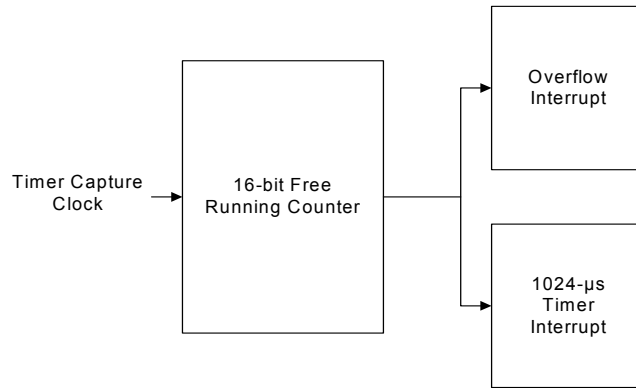 Timer Capture
Clock
16-bit Free
Running Counter
Overflow
Interrupt
1024-µs
Timer
Interrupt